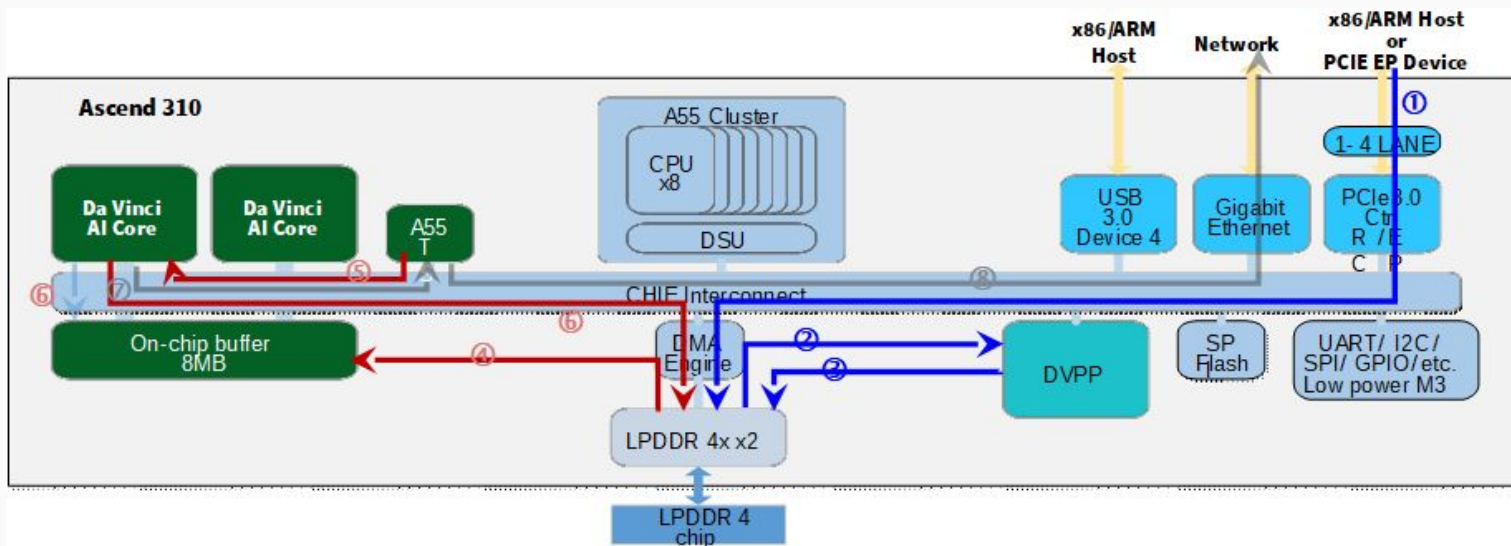 x86/ARM
Host
Network
x86/ARM Host
or
PCIE EP Device
①
Ascend 310
A55 Cluster
CPU
x8
DSU
1- 4 LANE
Da Vinci
AI Core
Da Vinci
AI Core
A55
T
USB
3.0
Device 4
Gigabit
Ethernet
PCIe3.0
Ctrl
R /E
C P
⑤
⑥
⑦
⑧
CHIE Interconnect
⑥
On-chip buffer
8MB
④
DMA
Engine
②
③
DVPP
SP
Flash
UART/ I2C/
SPI/ GPIO/etc.
Low power M3
LPDDR 4x x2
LPDDR 4
chip